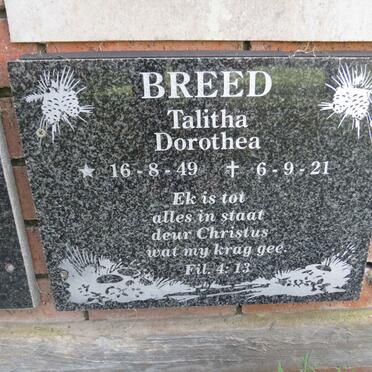 BREED
Talitha
Dorothea
★ 16 - 8 - 49 ✝ 6 - 9 - 21
Ek is tot
alles in staat
deur Christus
wat my krag gee.
Fil. 4: 13